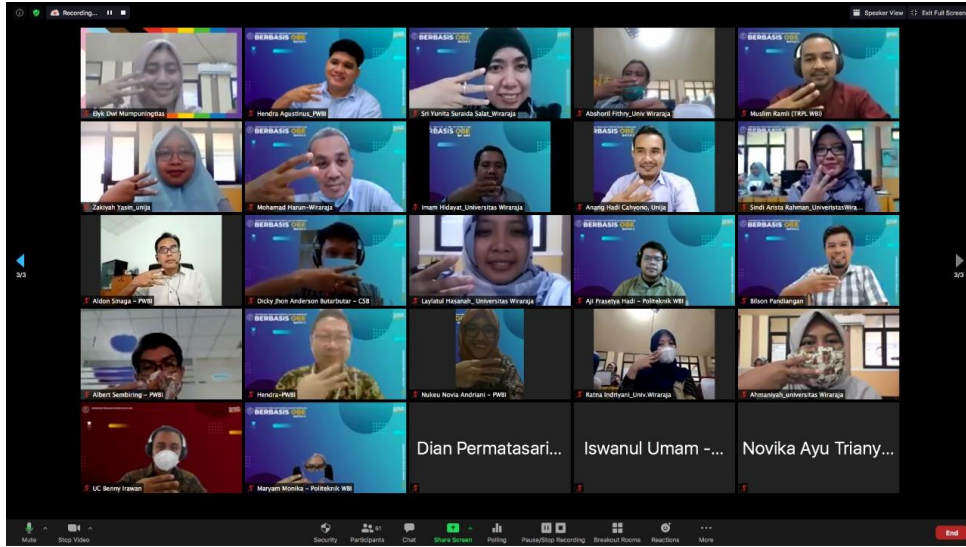 Recording...
Speaker View
Exit Full Screen
BERBASIS OBE
Elyk Dwi Mumpuningtias
Hendra Agustinus_PWBI
Sri Yunita Suraida Salat_Wiraraja
Abshoril Fithry_Univ Wiraraja
Muslim Ramli (TRPL WBI)
Zakiyah Yasin_unija
Mohamad Harun-Wiraraja
Imam Hidayat_Universitas Wiraraja
Anang Hadi Cahyono, Unija
Sindi Arista Rahman_UniveristasWira...
3/3
3/3
Aldon Sinaga - PWBI
Dicky Jhon Anderson Butarbutar - CSB
Laylatul Hasanah_ Universitas Wiraraja
Aji Prasetya Hadi - Politeknik WBI
Bilson Pandiangan
Albert Sembiring - PWBI
Hendra-PWBI
Nukeu Novia Andriani - PWBI
Ratna Indriyani_Univ.Wiraraja
Ahmaniyah_universitas Wiraraja
UC Benny Irawan
Maryam Monika - Politeknik WBI
Dian Permatasari...
Iswanul Umam -...
Novika Ayu Triany...
Mute
Stop Video
Security
Participants
61
Chat
Share Screen
Polling
Pause/Stop Recording
Breakout Rooms
Reactions
More
End